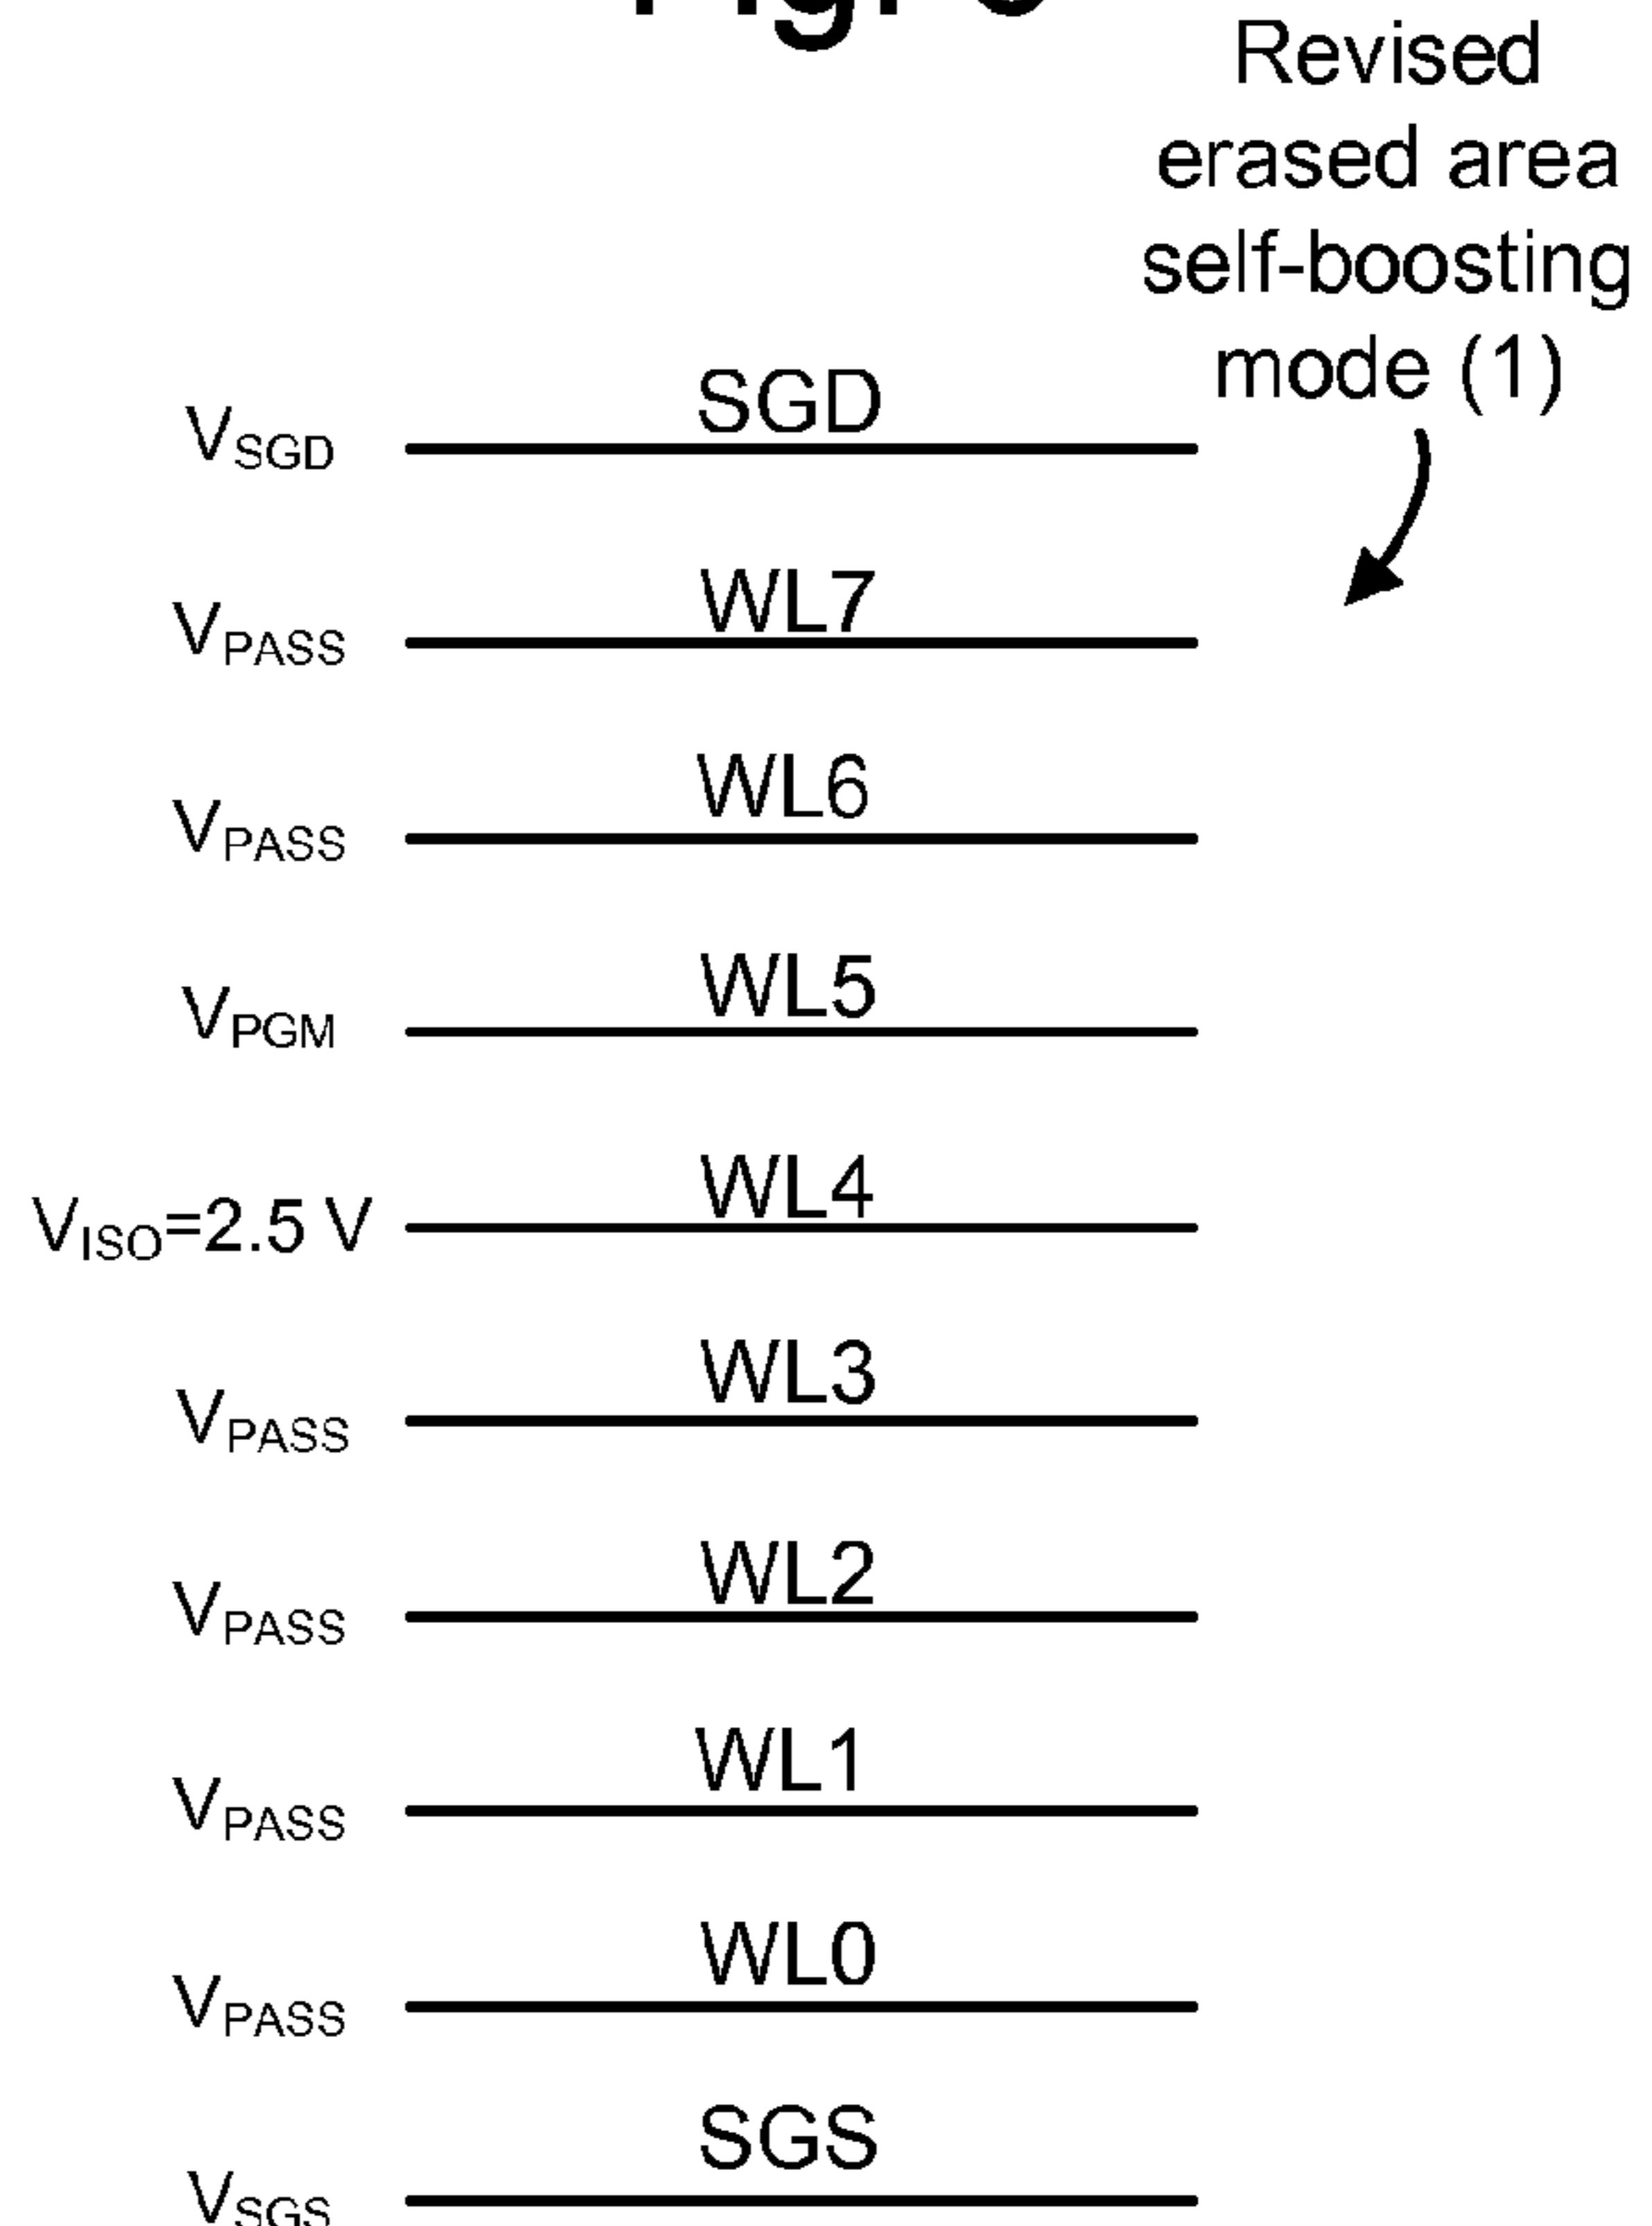 Revised
erased area
self-boosting
mode (1)
SGD
VSGD
WL7
VPASS
WL6
VPASS
WL5
VPGM
WL4
VISO=2.5 V
WL3
VPASS
WL2
VPASS
WL1
VPASS
WL0
VPASS
SGS
VSGS